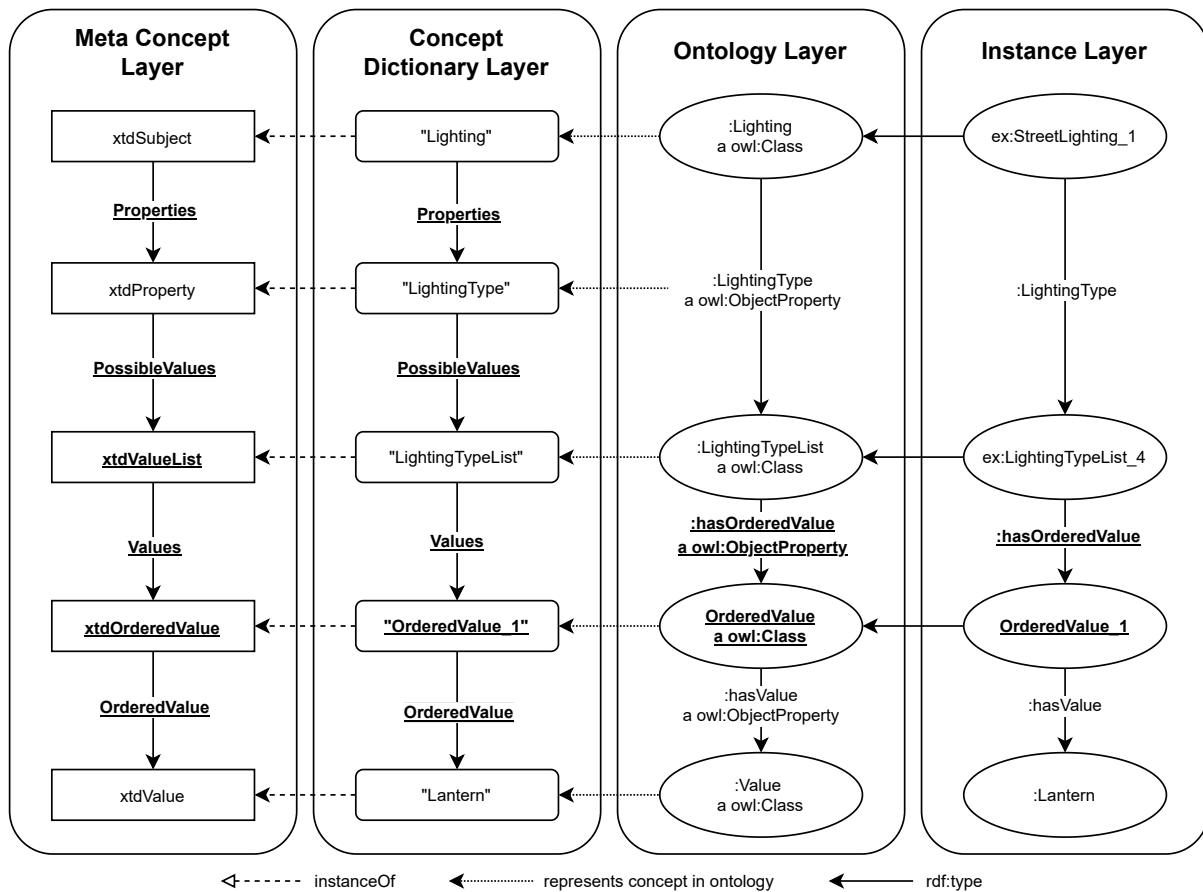 Meta Concept
Layer
xtdSubject
Properties
xtdProperty
PossibleValues
xtdValueList
Values
xtdOrderedValue
OrderedValue
xtdValue
Concept
Dictionary Layer
"Lighting"
Properties
"LightingType"
PossibleValues
"LightingTypeList"
Values
"OrderedValue_1"
OrderedValue
"Lantern"
Ontology Layer
:Lighting
a owl:Class
:LightingType
a owl:ObjectProperty
:LightingTypeList
a owl:Class
:hasOrderedValue
a owl:ObjectProperty
OrderedValue
a owl:Class
:hasValue
a owl:ObjectProperty
:Value
a owl:Class
Instance Layer
ex:StreetLighting_1
:LightingType
ex:LightingTypeList_4
:hasOrderedValue
OrderedValue_1
:hasValue
:Lantern
instanceOf
represents concept in ontology
rdf:type